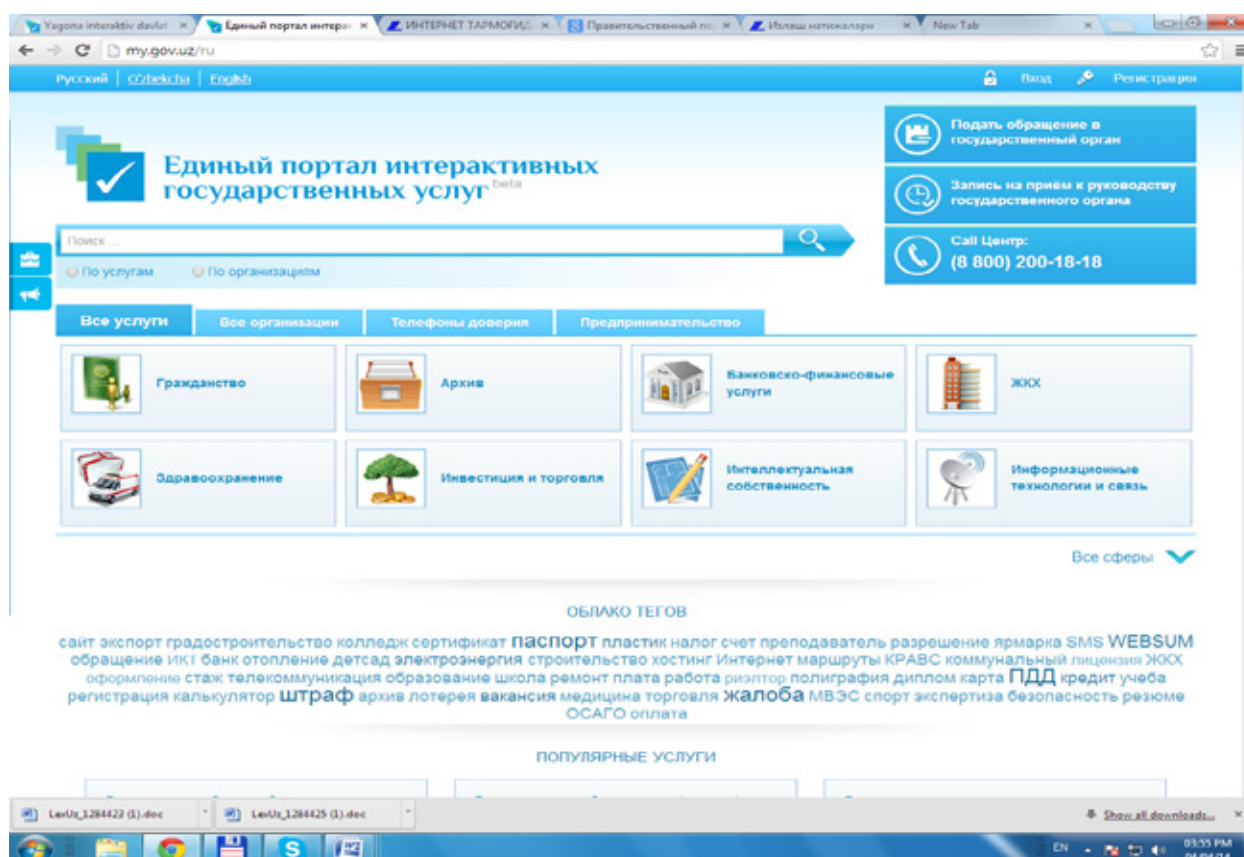 Yagona interaktiv davlat
Единый портал интера
ИНТЕРНЕТ ТАРМОҒИД
Правительственный по
Излаш натижалари
New Tab
my.gov.uz/ru
Русский | O'zbekcha | English
Вход
Регистрация
Подать обращение в
государственный орган
Единый портал интерактивных
государственных услуг beta
Запись на приём к руководству
государственного органа
Поиск ...
Call Центр:
(8 800) 200-18-18
По услугам
По организациям
Все услуги
Все организации
Телефоны доверия
Предпринимательство
Гражданство
Архив
Банковско-финансовые
услуги
ЖКХ
Здравоохранение
Инвестиция и торговля
Интеллектуальная
собственность
Информационные
технологии и связь
Все сферы
ОБЛАКО ТЕГОВ
сайт экспорт градостроительство колледж сертификат паспорт пластик налог счет преподаватель разрешение ярмарка SMS WEBSUM
обращение ИКТ банк отопление детсад электроэнергия строительство хостинг Интернет маршруты КРАВС коммунальный лицензия ЖКХ
оформление стаж телекоммуникация образование школа ремонт плата работа риэлтор полиграфия диплом карта ПДД кредит учеба
регистрация калькулятор штраф архив лотерея вакансия медицина торговля жалоба МВЭС спорт экспертиза безопасность резюме
ОСАГО оплата
ПОПУЛЯРНЫЕ УСЛУГИ
LexUz_1284423 (1).doc
LexUz_1284425 (1).doc
Show all downloads...
EN
03:55 PM